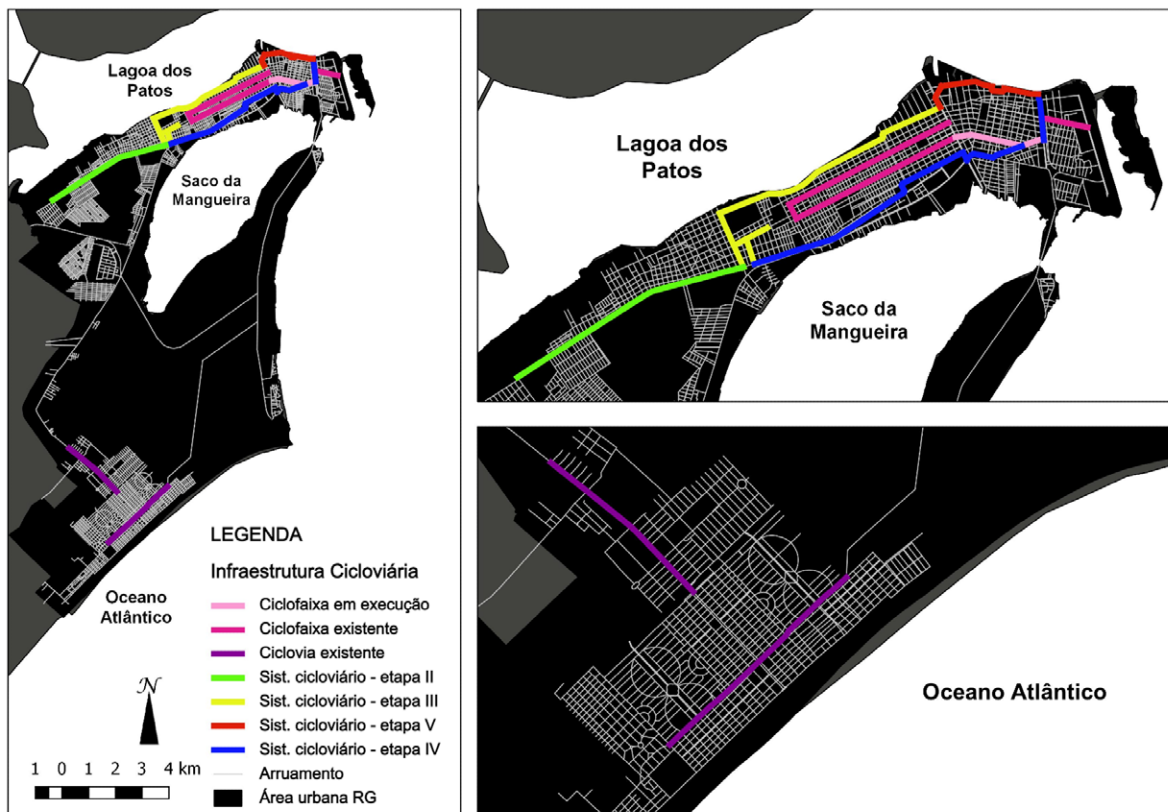 Lagoa dos
Patos
Saco da
Mangueira
Oceano
Atlântico
N
1 0 1 2 3 4 km
LEGENDA
Infraestrutura Cicloviária
Ciclofaixa em execução
Ciclofaixa existente
Ciclovia existente
Sist. cicloviário - etapa II
Sist. cicloviário - etapa III
Sist. cicloviário - etapa V
Sist. cicloviário - etapa IV
Arruamento
Área urbana RG
Lagoa dos
Patos
Saco da
Mangueira
Oceano Atlântico